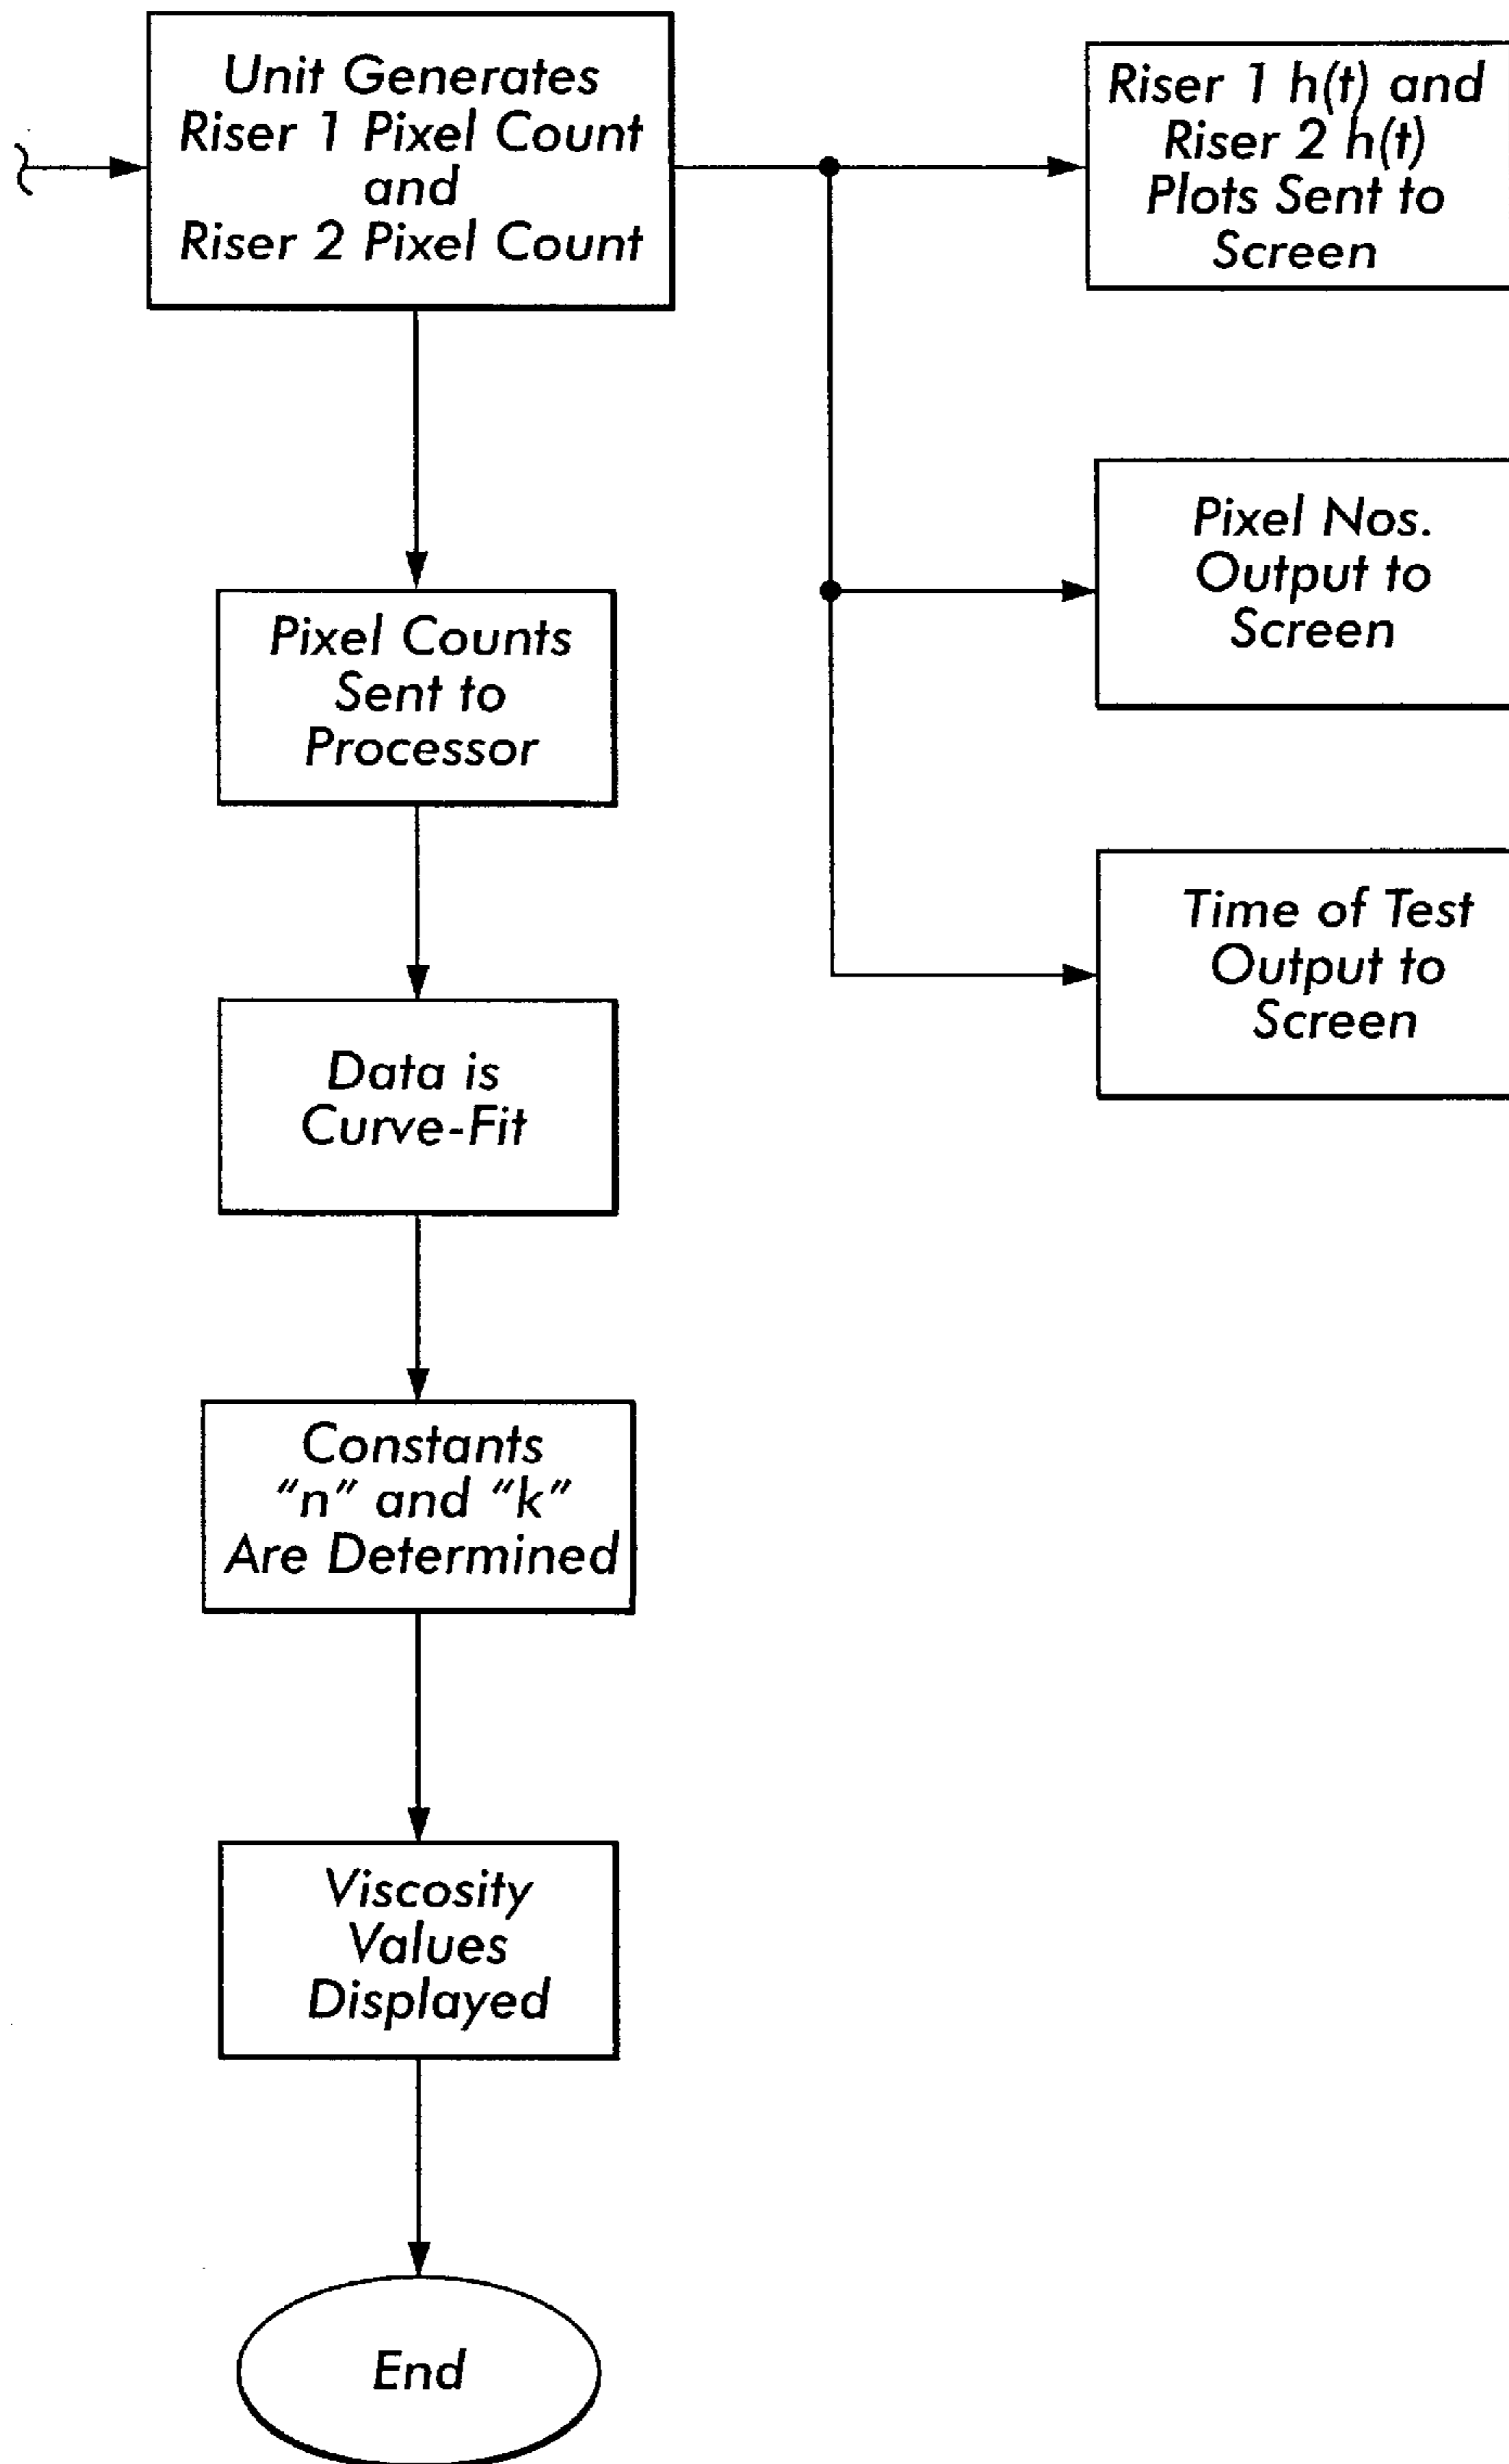 Unit Generates
Riser 1 Pixel Count
and
Riser 2 Pixel Count
Riser 1 h(t) and
Riser 2 h(t)
Plots Sent to
Screen
Pixel Nos.
Output to
Screen
Pixel Counts
Sent to
Processor
Time of Test
Output to
Screen
Data is
Curve-Fit
Constants
"n" and "k"
Are Determined
Viscosity
Values
Displayed
End